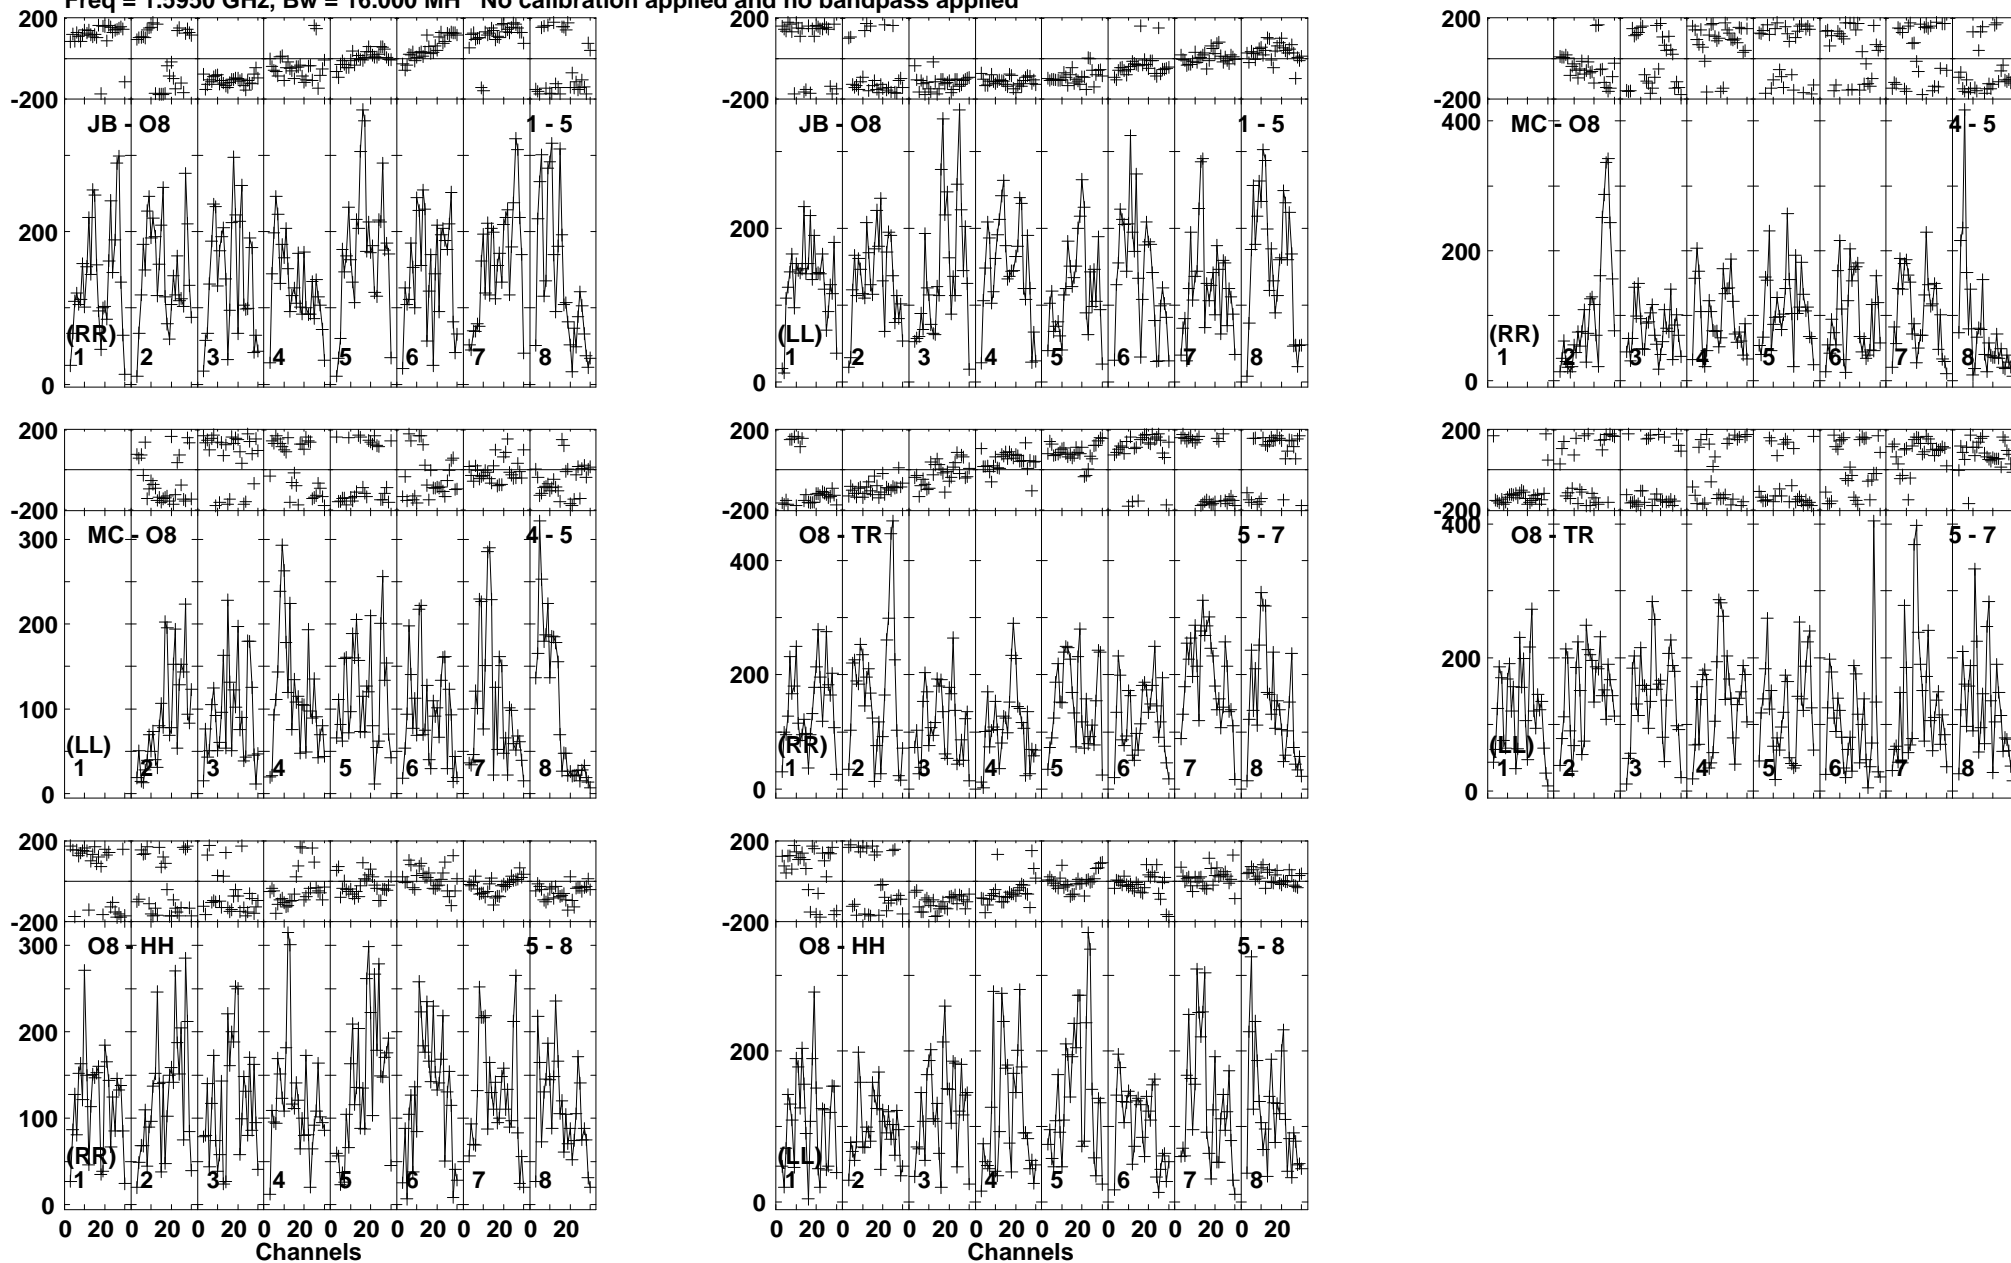 Freq = 1.5950 GHz, Bw = 16.000 MH No calibration applied and no bandpass applied
200 200 200
-200 -200 -200
JB - O8 1 - 5 JB - O8 1 - 5 MC - O8 4 - 5
400
200 200 200
(RR) (LL) (RR)
1 2 3 4 5 6 7 8 1 2 3 4 5 6 7 8 1 2 3 4 5 6 7 8
0 0 0
200 200 200
-200 -200 -200
MC - O8 4 - 5 O8 - TR 5 - 7 O8 - TR 5 - 7
300 400 400
200 200 200
100
(LL) (RR) (LL)
1 2 3 4 5 6 7 8 1 2 3 4 5 6 7 8 1 2 3 4 5 6 7 8
0 0 0
200 200
-200 -200
O8 - HH 5 - 8 O8 - HH 5 - 8
300
200 200
100
(RR) (LL)
1 2 3 4 5 6 7 8 1 2 3 4 5 6 7 8
0 0
0 20 0 20 0 20 0 20 0 20 0 20 0 20 0 20 0 20 0 20 0 20 0 20 0 20 0 20 0 20 0 20
Channels Channels